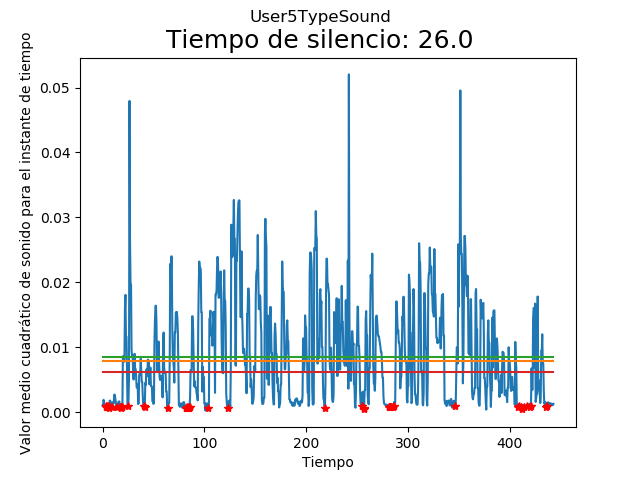 User5TypeSound
Tiempo de silencio: 26.0
Valor medio cuadrático de sonido para el instante de tiempo
0.05
0.04
0.03
0.02
0.01
0.00
0
100
200
300
400
Tiempo